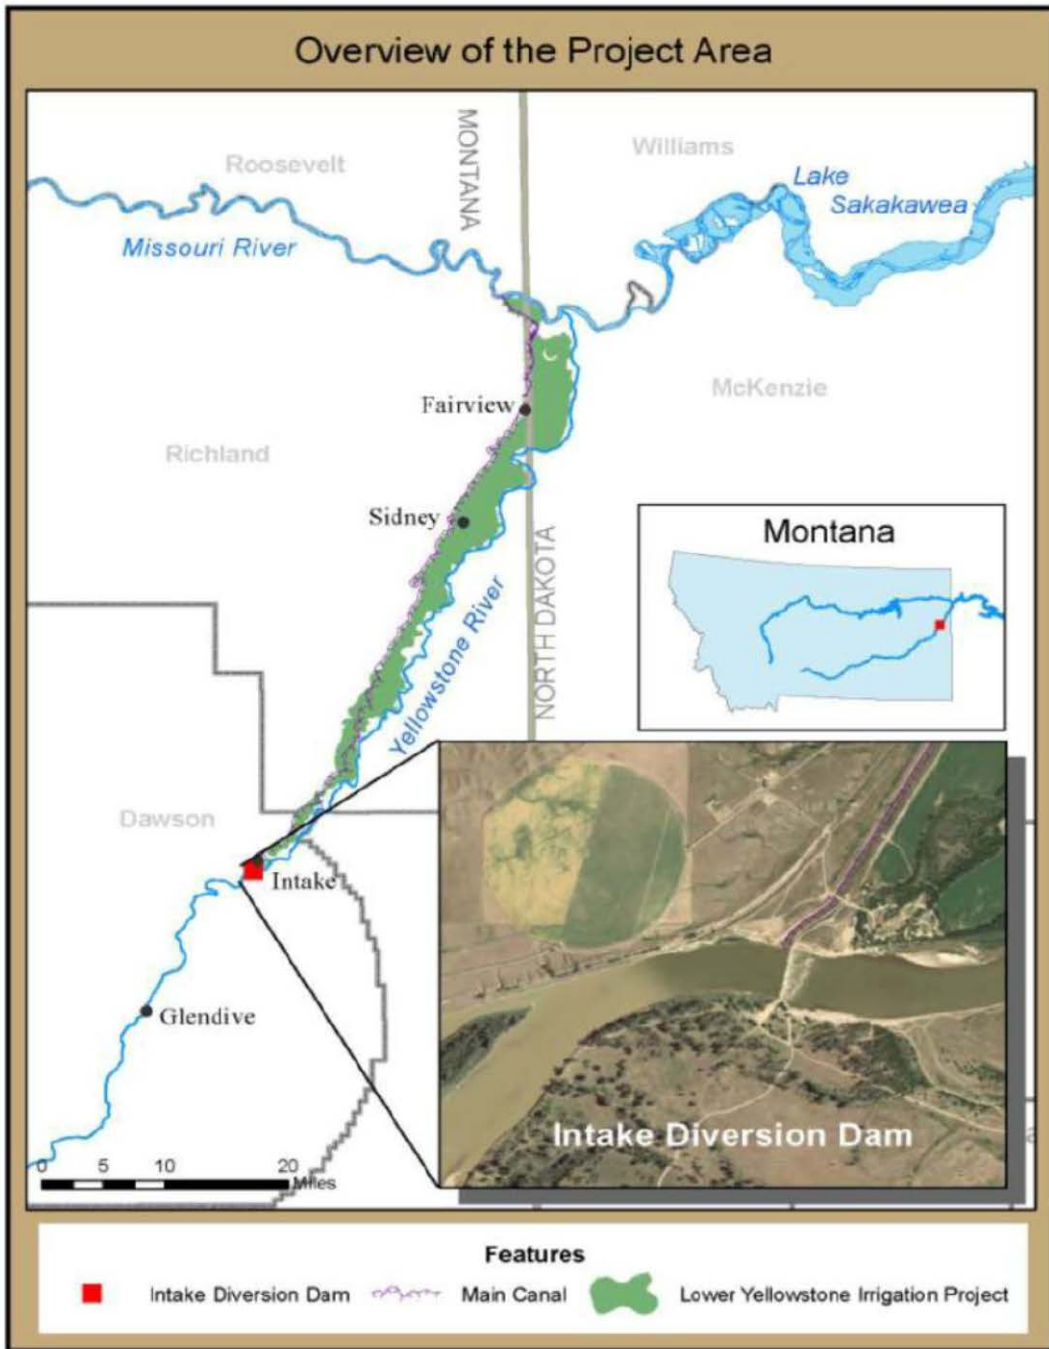 Overview of the Project Area
MONTANA
Williams
Roosevelt
Lake
Sakakawea
Missouri River
McKenzie
Fairview
Richland
Sidney
NORTH DAKOTA
Montana
Yellowstone River
Dawson
Intake
Glendive
Intake Diversion Dam
0 5 10 20
Miles
Features
Intake Diversion Dam
Main Canal
Lower Yellowstone Irrigation Project